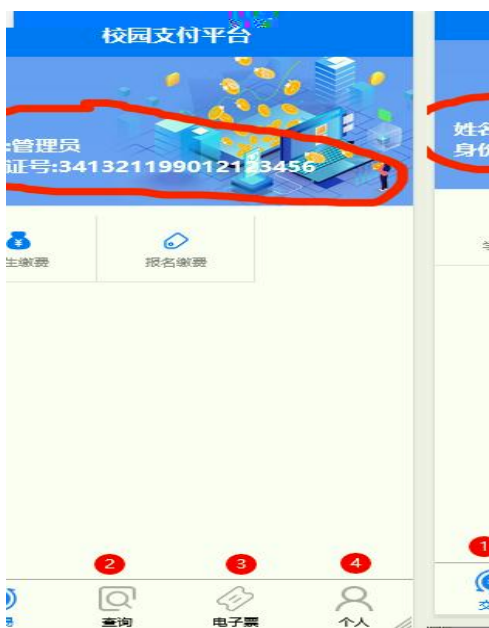 校园支付平台
:管理员
证号:341321199012123456
生缴费
报名缴费
2
3
4
查询
电子票
个人
姓名
身份
1